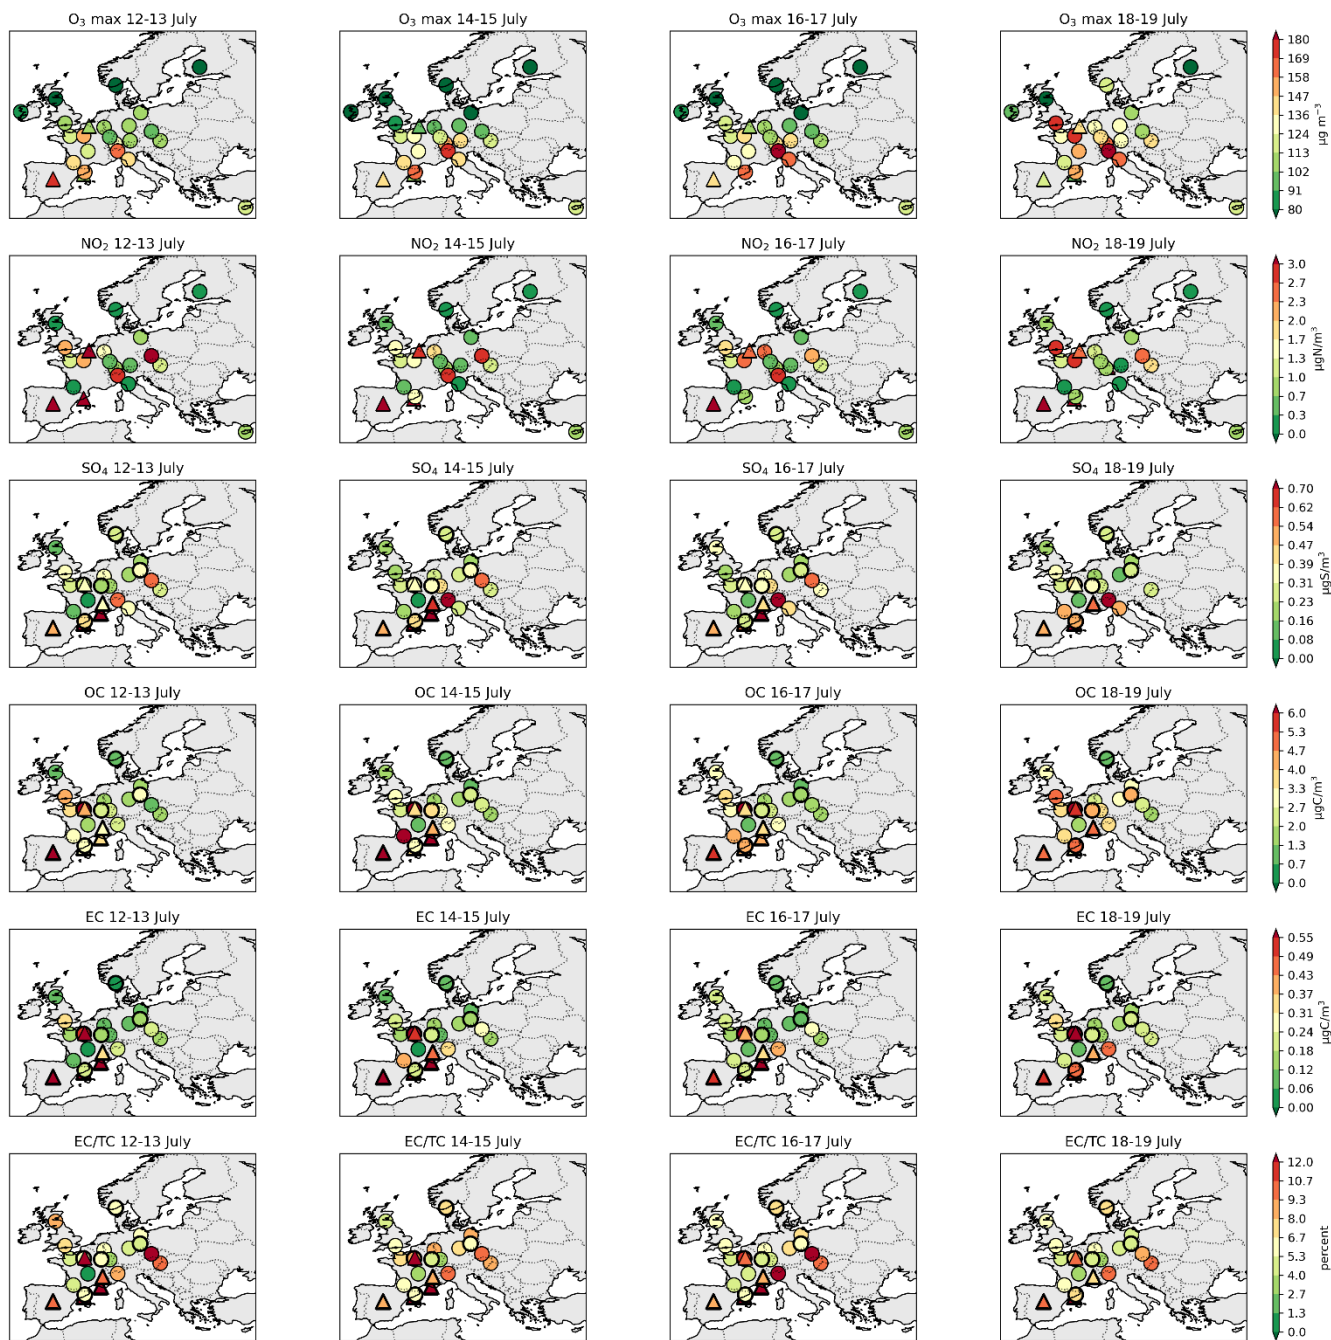 O₃ max 12-13 July
O₃ max 14-15 July
O₃ max 16-17 July
O₃ max 18-19 July
180
169
158
147
136
124
113
102
91
80
µg m⁻³
NO₂ 12-13 July
NO₂ 14-15 July
NO₂ 16-17 July
NO₂ 18-19 July
3.0
2.7
2.3
2.0
1.7
1.3
1.0
0.7
0.3
0.0
µgN/m³
SO₄ 12-13 July
SO₄ 14-15 July
SO₄ 16-17 July
SO₄ 18-19 July
0.70
0.62
0.54
0.47
0.39
0.31
0.23
0.16
0.08
0.00
µgS/m³
OC 12-13 July
OC 14-15 July
OC 16-17 July
OC 18-19 July
6.0
5.3
4.7
4.0
3.3
2.7
2.0
1.3
0.7
0.0
µgC/m³
EC 12-13 July
EC 14-15 July
EC 16-17 July
EC 18-19 July
0.55
0.49
0.43
0.37
0.31
0.24
0.18
0.12
0.06
0.00
µgC/m³
EC/TC 12-13 July
EC/TC 14-15 July
EC/TC 16-17 July
EC/TC 18-19 July
12.0
10.7
9.3
8.0
6.7
5.3
4.0
2.7
1.3
0.0
percent